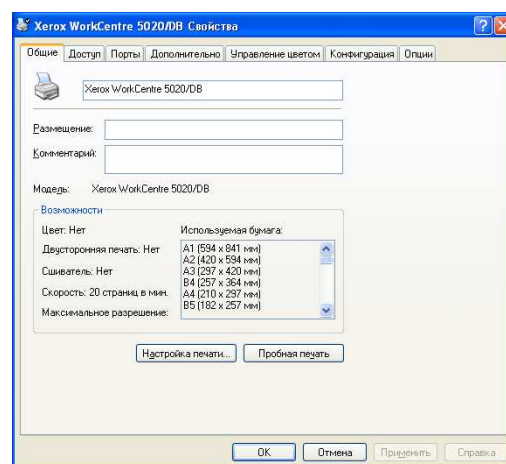 Xerox WorkCentre 5020/DB Свойства
Общие Доступ Порты Дополнительно Управление цветом Конфигурация Опции
Xerox WorkCentre 5020/DB
Размещение:
Комментарий:
Модель: Xerox WorkCentre 5020/DB
Возможности
Цвет: Нет
Используемая бумага:
Двусторонняя печать: Нет
Сшиватель: Нет
Скорость: 20 страниц в мин.
Максимальное разрешение:
A1 (594 x 841 мм)
A2 (420 x 594 мм)
A3 (297 x 420 мм)
B4 (257 x 364 мм)
A4 (210 x 297 мм)
B5 (182 x 257 мм)
Настройка печати... Пробная печать
OK Отмена Применить Справка